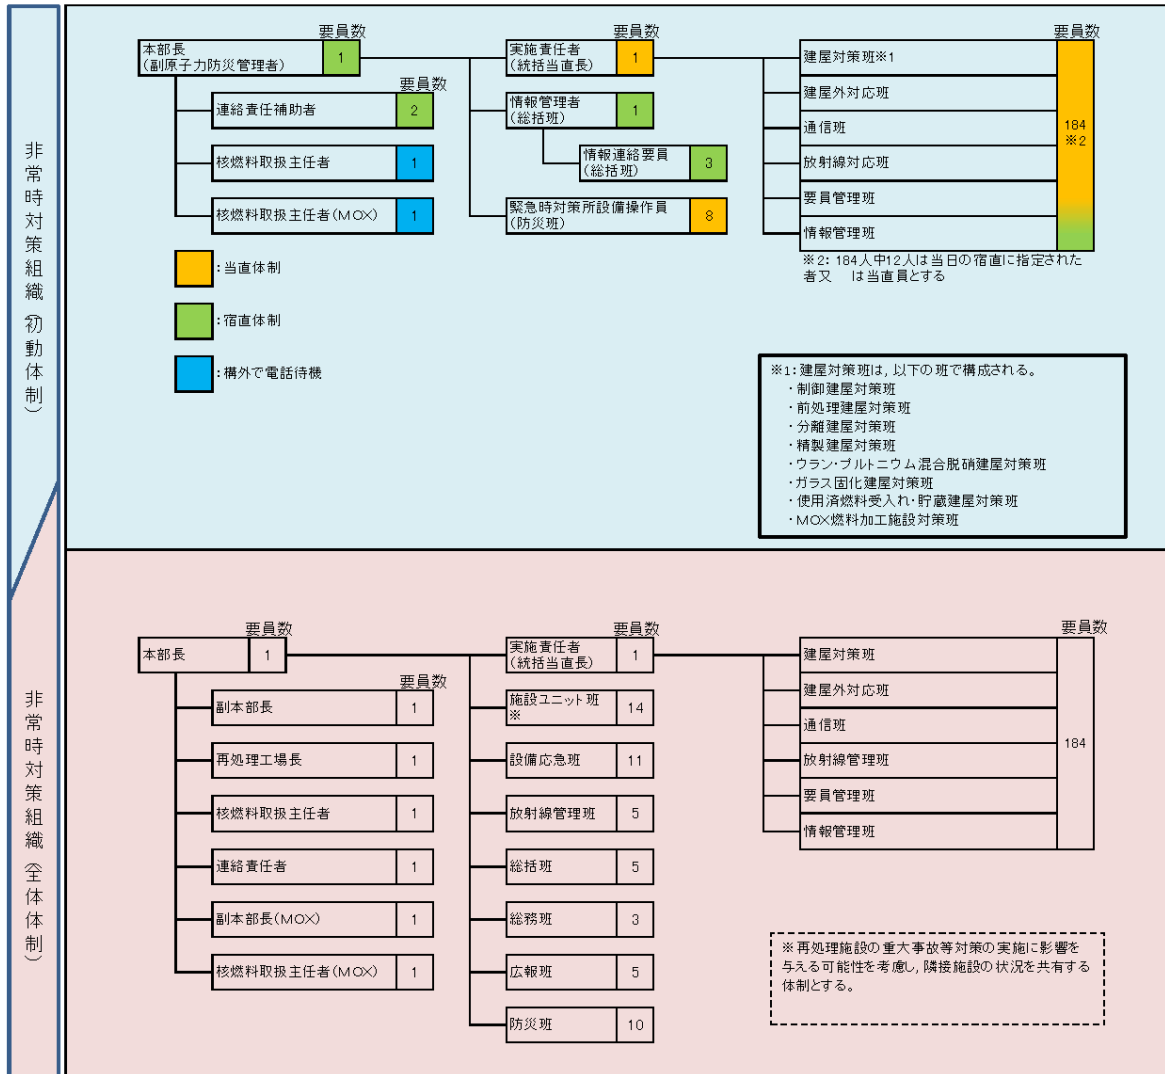 非常時対策組織（初動体制）
要員数
本部長
(副原子力防災管理者)
1
要員数
連絡責任補助者
2
核燃料取扱主任者
1
核燃料取扱主任者(MOX)
1
:当直体制
:宿直体制
:構外で電話待機
要員数
実施責任者
(統括当直長)
1
情報管理者
(総括班)
1
情報連絡要員
(総括班)
3
緊急時対策所設備操作員
(防災班)
8
要員数
建屋対策班※1
建屋外対応班
通信班
放射線対応班
要員管理班
情報管理班
184
※2
※2: 184人中12人は当日の宿直に指定された
者又　は当直員とする
※1:建屋対策班は, 以下の班で構成される。
・制御建屋対策班
・前処理建屋対策班
・分離建屋対策班
・精製建屋対策班
・ウラン・プルトニウム混合脱硝建屋対策班
・ガラス固化建屋対策班
・使用済燃料受入れ・貯蔵建屋対策班
・MOX燃料加工施設対策班
非常時対策組織（全体体制）
要員数
本部長
1
要員数
副本部長
1
再処理工場長
1
核燃料取扱主任者
1
連絡責任者
1
副本部長(MOX)
1
核燃料取扱主任者(MOX)
1
要員数
実施責任者
(統括当直長)
1
施設ユニット班
※
14
設備応急班
11
放射線管理班
5
総括班
5
総務班
3
広報班
5
防災班
10
要員数
建屋対策班
建屋外対応班
通信班
放射線管理班
要員管理班
情報管理班
184
※再処理施設の重大事故等対策の実施に影響を
与える可能性を考慮し, 隣接施設の状況を共有する
体制とする。